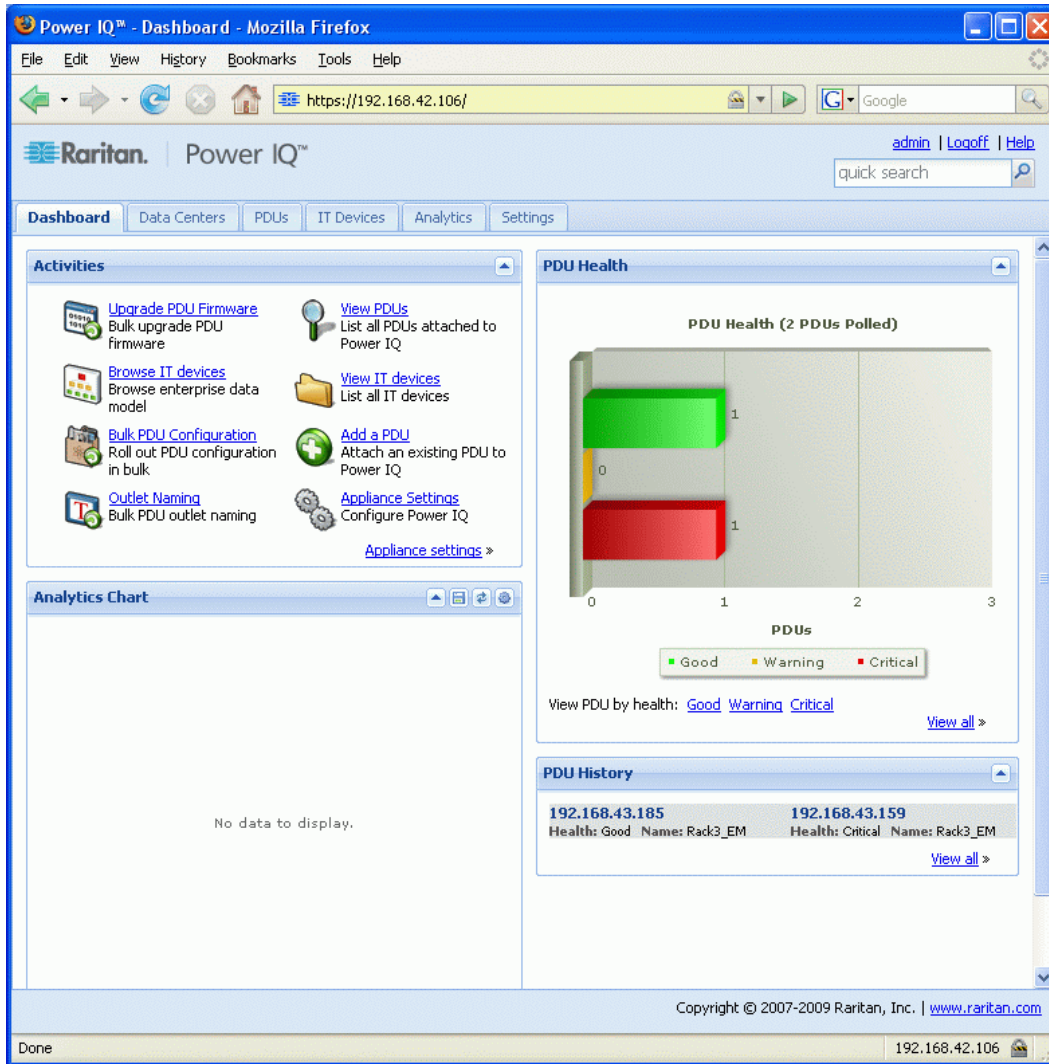 Power IQ™ - Dashboard - Mozilla Firefox
File Edit View History Bookmarks Tools Help
https://192.168.42.106/
G Google
Raritan. Power IQ™
admin | Logoff | Help
quick search
Dashboard Data Centers PDUs IT Devices Analytics Settings
Activities
Upgrade PDU Firmware
Bulk upgrade PDU
firmware
View PDUs
List all PDUs attached to
Power IQ
Browse IT devices
Browse enterprise data
model
View IT devices
List all IT devices
Bulk PDU Configuration
Roll out PDU configuration
in bulk
Add a PDU
Attach an existing PDU to
Power IQ
Outlet Naming
Bulk PDU outlet naming
Appliance Settings
Configure Power IQ
Appliance settings »
Analytics Chart
No data to display.
PDU Health
PDU Health (2 PDUs Polled)
1
0
1
0 1 2 3
PDUs
Good Warning Critical
View PDU by health: Good Warning Critical
View all »
PDU History
192.168.43.185
Health: Good Name: Rack3_EM
192.168.43.159
Health: Critical Name: Rack3_EM
View all »
Copyright © 2007-2009 Raritan, Inc. | www.raritan.com
Done
192.168.42.106